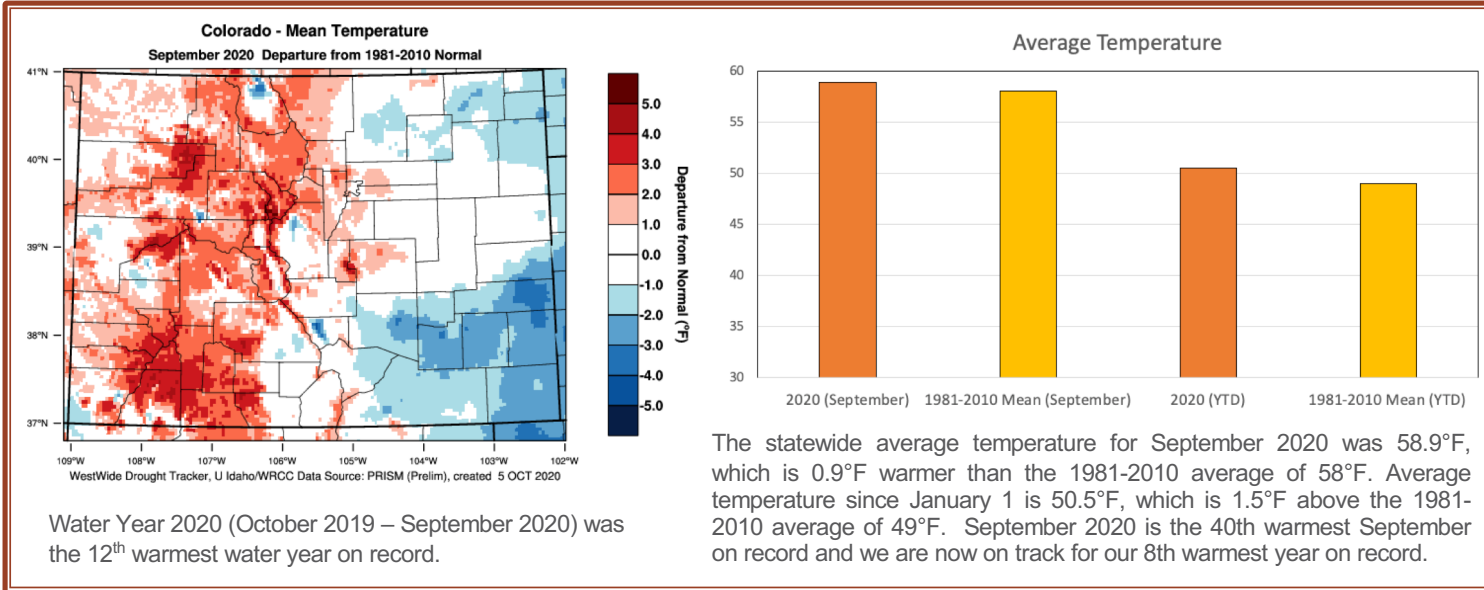 Colorado - Mean Temperature
September 2020 Departure from 1981-2010 Normal
41°N
40°N
39°N
38°N
37°N
109°W 108°W 107°W 106°W 105°W 104°W 103°W 102°W
5.0
4.0
3.0
2.0
1.0
0.0
-1.0
-2.0
-3.0
-4.0
-5.0
Departure from Normal (°F)
WestWide Drought Tracker, U Idaho/WRCC Data Source: PRISM (Prelim), created 5 OCT 2020
Water Year 2020 (October 2019 – September 2020) was
the 12th warmest water year on record.
Average Temperature
60
55
50
45
40
35
30
2020 (September) 1981-2010 Mean (September) 2020 (YTD) 1981-2010 Mean (YTD)
The statewide average temperature for September 2020 was 58.9°F,
which is 0.9°F warmer than the 1981-2010 average of 58°F. Average
temperature since January 1 is 50.5°F, which is 1.5°F above the 1981-
2010 average of 49°F. September 2020 is the 40th warmest September
on record and we are now on track for our 8th warmest year on record.